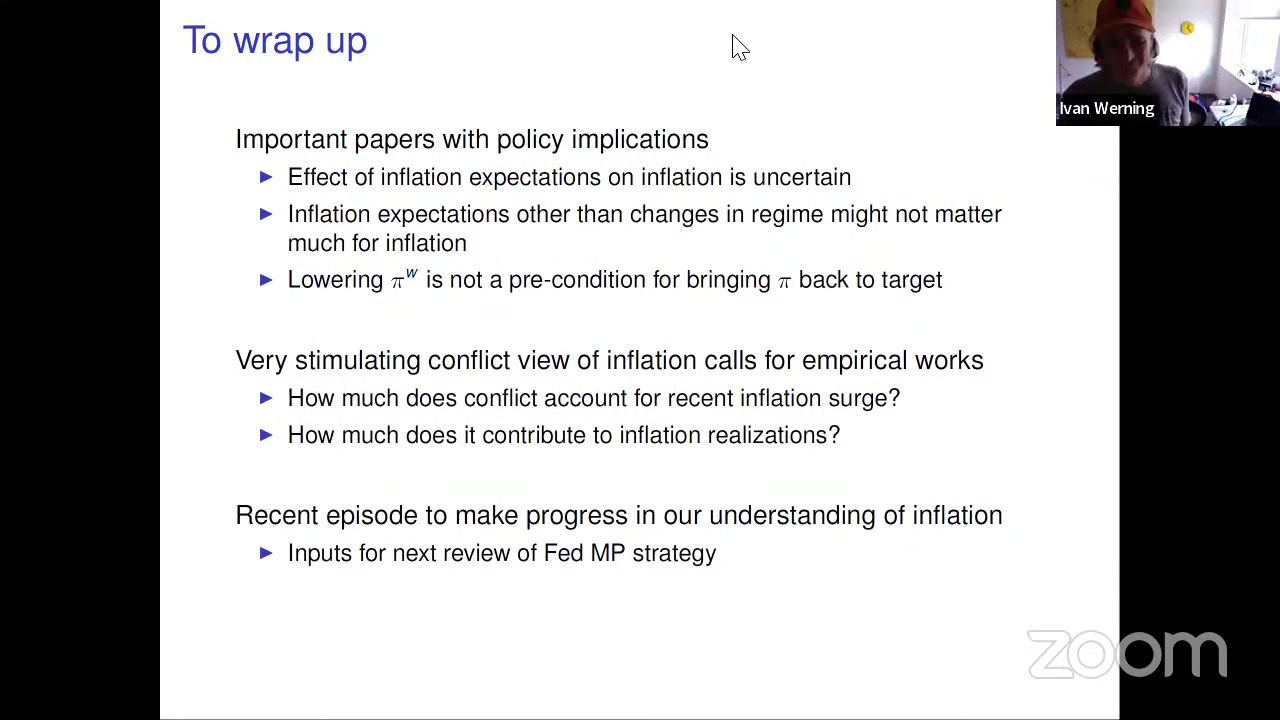 To wrap up
Ivan Werning
Important papers with policy implications
► Effect of inflation expectations on inflation is uncertain
► Inflation expectations other than changes in regime might not matter
much for inflation
► Lowering π^w is not a pre-condition for bringing π back to target
Very stimulating conflict view of inflation calls for empirical works
► How much does conflict account for recent inflation surge?
► How much does it contribute to inflation realizations?
Recent episode to make progress in our understanding of inflation
► Inputs for next review of Fed MP strategy
zoom